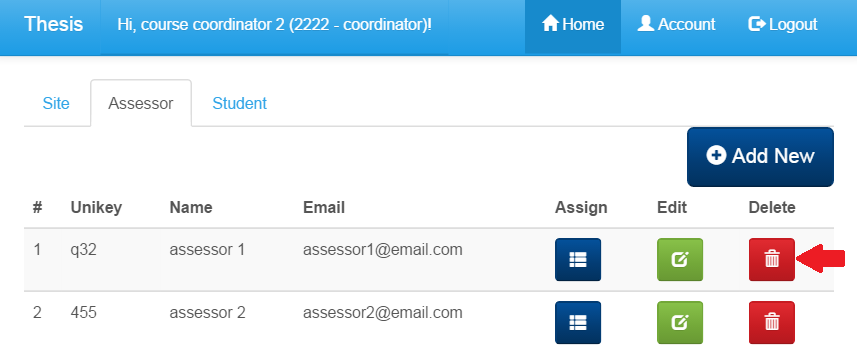 Thesis Hi, course coordinator 2 (2222 - coordinator)! Home Account Logout
Site Assessor Student
Add New
# Unikey Name Email Assign Edit Delete
1 q32 assessor 1 assessor1@email.com
2 455 assessor 2 assessor2@email.com